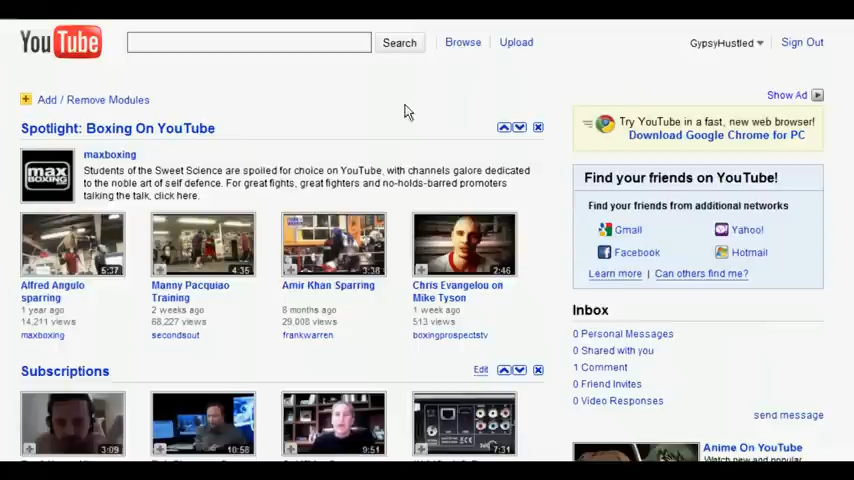 YouTube
Search
Browse
Upload
GypsyHustled
Sign Out
Add / Remove Modules
Show Ad
Spotlight: Boxing On YouTube
max
BOXING
maxboxing
Students of the Sweet Science are spoiled for choice on YouTube, with channels galore dedicated
to the noble art of self defence. For great fights, great fighters and no-holds-barred promoters
talking the talk, click here.
5:37
4:35
3:38
2:46
Alfred Angulo
sparring
1 year ago
14,211 views
maxboxing
Manny Pacquiao
Training
2 weeks ago
68,227 views
secondsout
Amir Khan Sparring
8 months ago
29,008 views
frankwarren
Chris Evangelou on
Mike Tyson
1 week ago
513 views
boxingprospectstv
Subscriptions
Edit
3:09
10:58
9:51
7:31
Try YouTube in a fast, new web browser!
Download Google Chrome for PC
Find your friends on YouTube!
Find your friends from additional networks
Gmail
Yahoo!
Facebook
Hotmail
Learn more | Can others find me?
Inbox
0 Personal Messages
0 Shared with you
1 Comment
0 Friend Invites
0 Video Responses
send message
Anime On YouTube
Watch new and popular